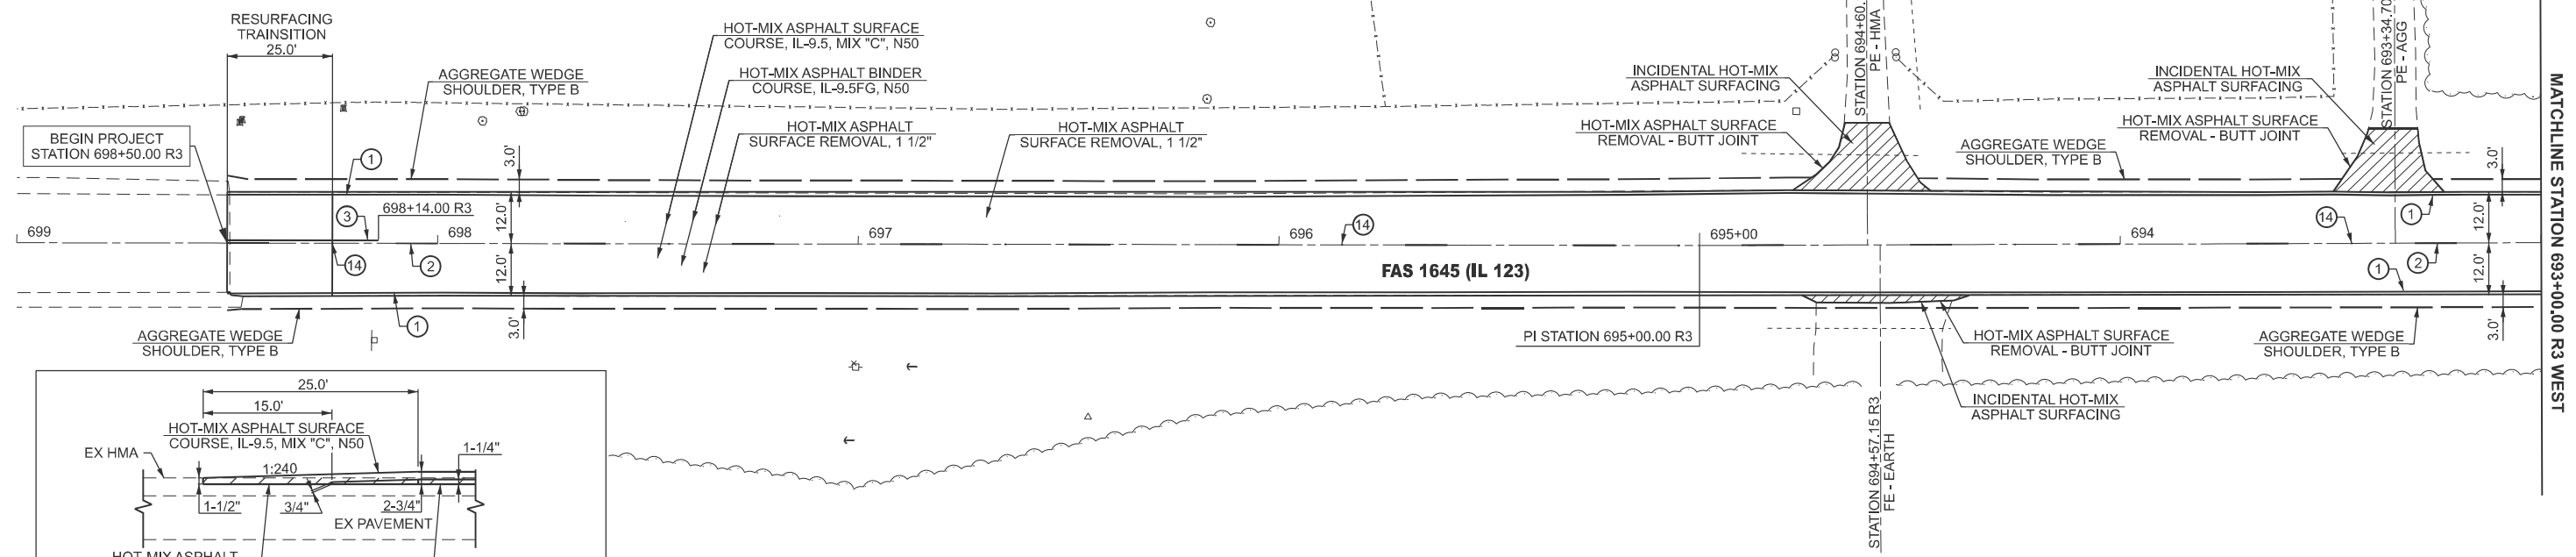 RESURFACING
TRAINSITION
25.0'
HOT-MIX ASPHALT SURFACE
COURSE, IL-9.5, MIX "C", N50
AGGREGATE WEDGE
SHOULDER, TYPE B
HOT-MIX ASPHALT BINDER
COURSE, IL-9.5FG, N50
HOT-MIX ASPHALT
SURFACE REMOVAL, 1 1/2"
HOT-MIX ASPHALT
SURFACE REMOVAL, 1 1/2"
INCIDENTAL HOT-MIX
ASPHALT SURFACING
HOT-MIX ASPHALT SURFACE
REMOVAL - BUTT JOINT
STATION 694+60.
PE - HMA
AGGREGATE WEDGE
SHOULDER, TYPE B
INCIDENTAL HOT-MIX
ASPHALT SURFACING
HOT-MIX ASPHALT SURFACE
REMOVAL - BUTT JOINT
STATION 693+34.70
PE - AGG
MATCHLINE STATION 693+00.00 R3 WEST
BEGIN PROJECT
STATION 698+50.00 R3
1
3.0'
3.0'
3
698+14.00 R3
12.0'
14
1
12.0'
699
698
697
696
14
695+00
694
14
2
12.0'
2
12.0'
FAS 1645 (IL 123)
1
1
3.0'
3.0'
AGGREGATE WEDGE
SHOULDER, TYPE B
PI STATION 695+00.00 R3
HOT-MIX ASPHALT SURFACE
REMOVAL - BUTT JOINT
AGGREGATE WEDGE
SHOULDER, TYPE B
INCIDENTAL HOT-MIX
ASPHALT SURFACING
STATION 694+57.15 R3
FE - EARTH
25.0'
15.0'
HOT-MIX ASPHALT SURFACE
COURSE, IL-9.5, MIX "C", N50
EX HMA
1:240
1-1/4"
1-1/2"
3/4"
2-3/4"
EX PAVEMENT
HOT-MIX ASPHALT